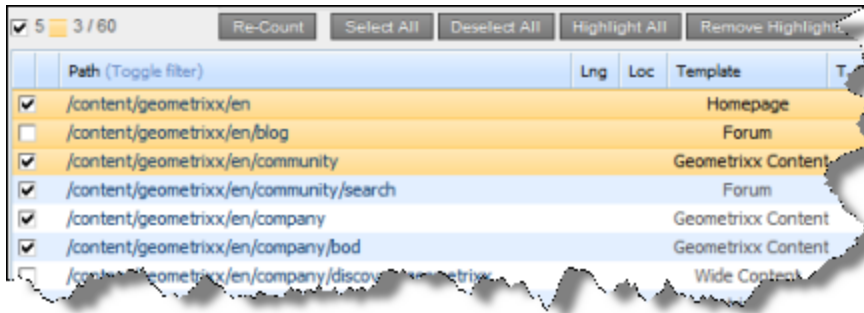 5 3 / 60 Re-Count Select All Deselect All Highlight All Remove
Path (Toggle filter) Lng Loc Template
/content/geometrixx/en Homepage
/content/geometrixx/en/blog Forum
/content/geometrixx/en/community Geometrixx Content
/content/geometrixx/en/community/search Forum
/content/geometrixx/en/company Geometrixx Content
/content/geometrixx/en/company/bod Geometrixx Content
Wide Content